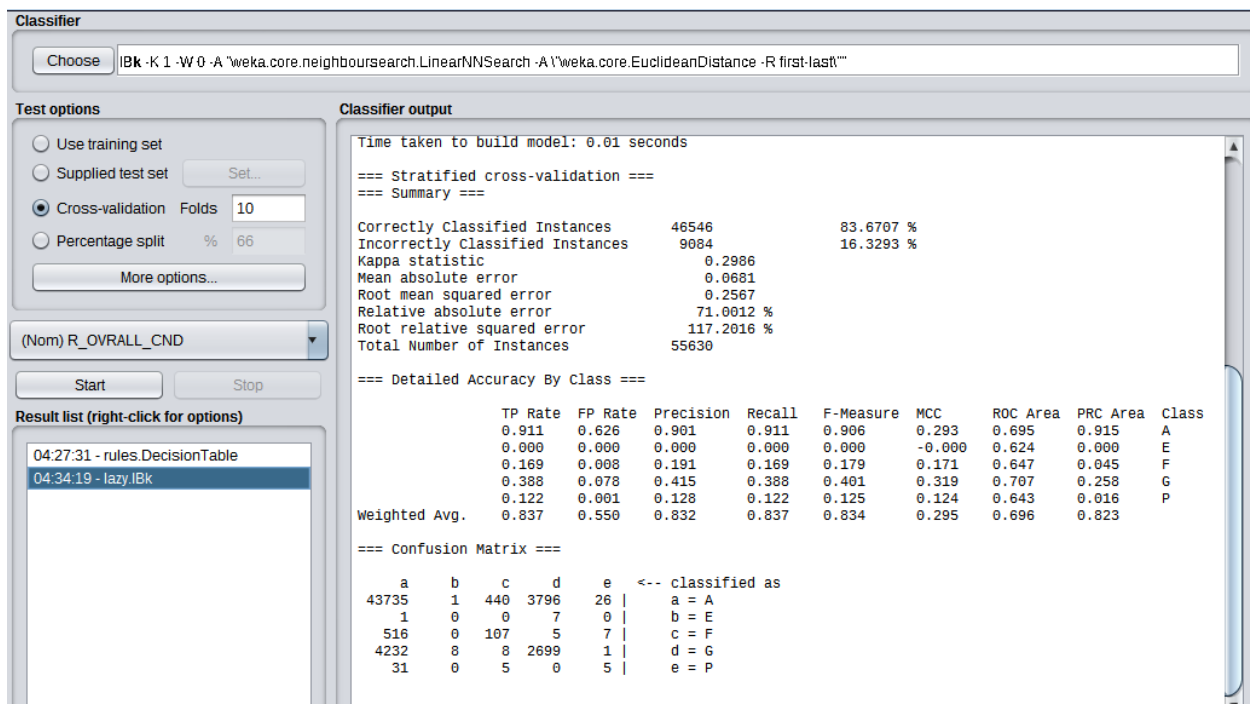 Classifier
Choose IBk -K 1 -W 0 -A "weka.core.neighboursearch.LinearNNSearch -A \"weka.core.EuclideanDistance -R first-last\""
Test options
Use training set
Supplied test set Set...
Cross-validation Folds 10
Percentage split % 66
More options...
(Nom) R_OVRALL_CND
Start Stop
Result list (right-click for options)
04:27:31 - rules.DecisionTable
04:34:19 - lazy.IBk
Classifier output
Time taken to build model: 0.01 seconds
=== Stratified cross-validation ===
=== Summary ===
Correctly Classified Instances 46546 83.6707 %
Incorrectly Classified Instances 9084 16.3293 %
Kappa statistic 0.2986
Mean absolute error 0.0681
Root mean squared error 0.2567
Relative absolute error 71.0012 %
Root relative squared error 117.2016 %
Total Number of Instances 55630
=== Detailed Accuracy By Class ===
TP Rate FP Rate Precision Recall F-Measure MCC ROC Area PRC Area Class
0.911 0.626 0.901 0.911 0.906 0.293 0.695 0.915 A
0.000 0.000 0.000 0.000 0.000 -0.000 0.624 0.000 E
0.169 0.008 0.191 0.169 0.179 0.171 0.647 0.045 F
0.388 0.078 0.415 0.388 0.401 0.319 0.707 0.258 G
0.122 0.001 0.128 0.122 0.125 0.124 0.643 0.016 P
Weighted Avg. 0.837 0.550 0.832 0.837 0.834 0.295 0.696 0.823
=== Confusion Matrix ===
a b c d e <-- classified as
43735 1 440 3796 26 | a = A
1 0 0 7 0 | b = E
516 0 107 5 7 | c = F
4232 8 8 2699 1 | d = G
31 0 5 0 5 | e = P